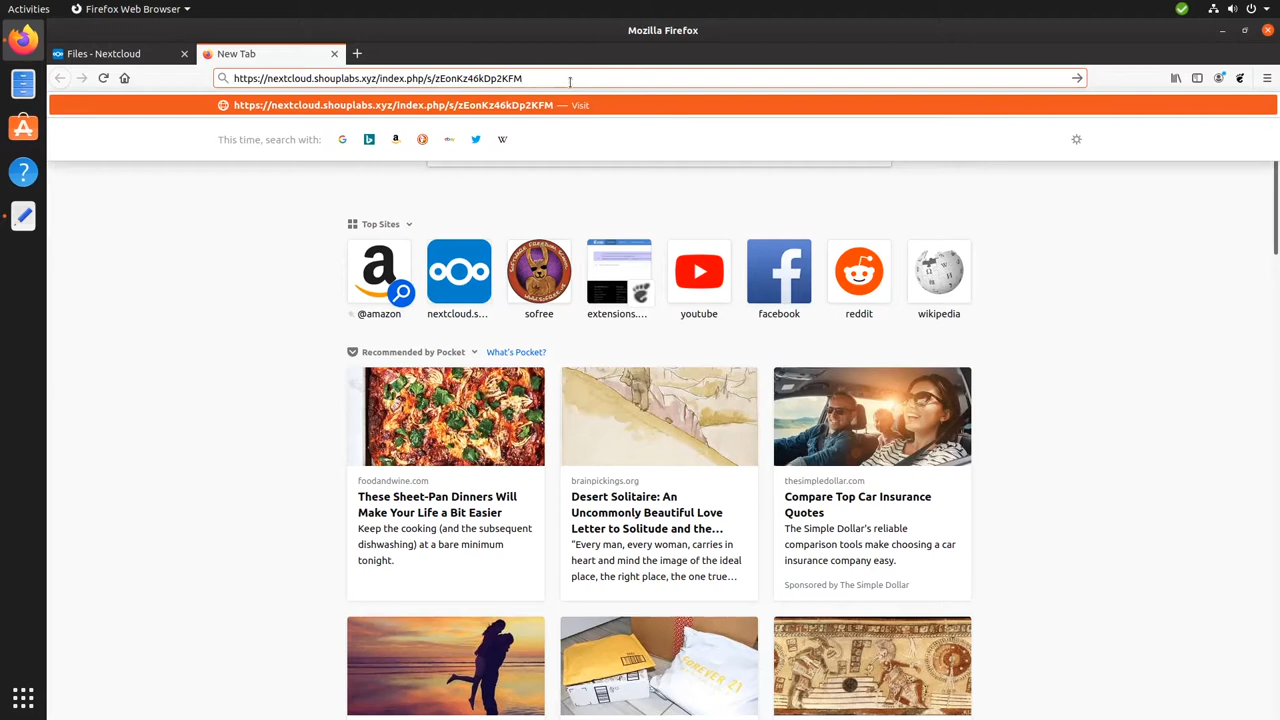 Activities
Firefox Web Browser
Mozilla Firefox
Files - Nextcloud
New Tab
https://nextcloud.shouplabs.xyz/index.php/s/zEonKz46kDp2KFM
https://nextcloud.shouplabs.xyz/index.php/s/zEonKz46kDp2KFM — Visit
This time, search with:
Top Sites
@amazon
nextcloud.s...
sofree
extensions....
youtube
facebook
reddit
wikipedia
Recommended by Pocket
What's Pocket?
foodandwine.com
These Sheet-Pan Dinners Will
Make Your Life a Bit Easier
Keep the cooking (and the subsequent
dishwashing) at a bare minimum
tonight.
brainpickings.org
Desert Solitaire: An
Uncommonly Beautiful Love
Letter to Solitude and the...
"Every man, every woman, carries in
heart and mind the image of the ideal
place, the right place, the one true...
thesimpledollar.com
Compare Top Car Insurance
Quotes
The Simple Dollar's reliable
comparison tools make choosing a car
insurance company easy.
Sponsored by The Simple Dollar
FOREVER 21